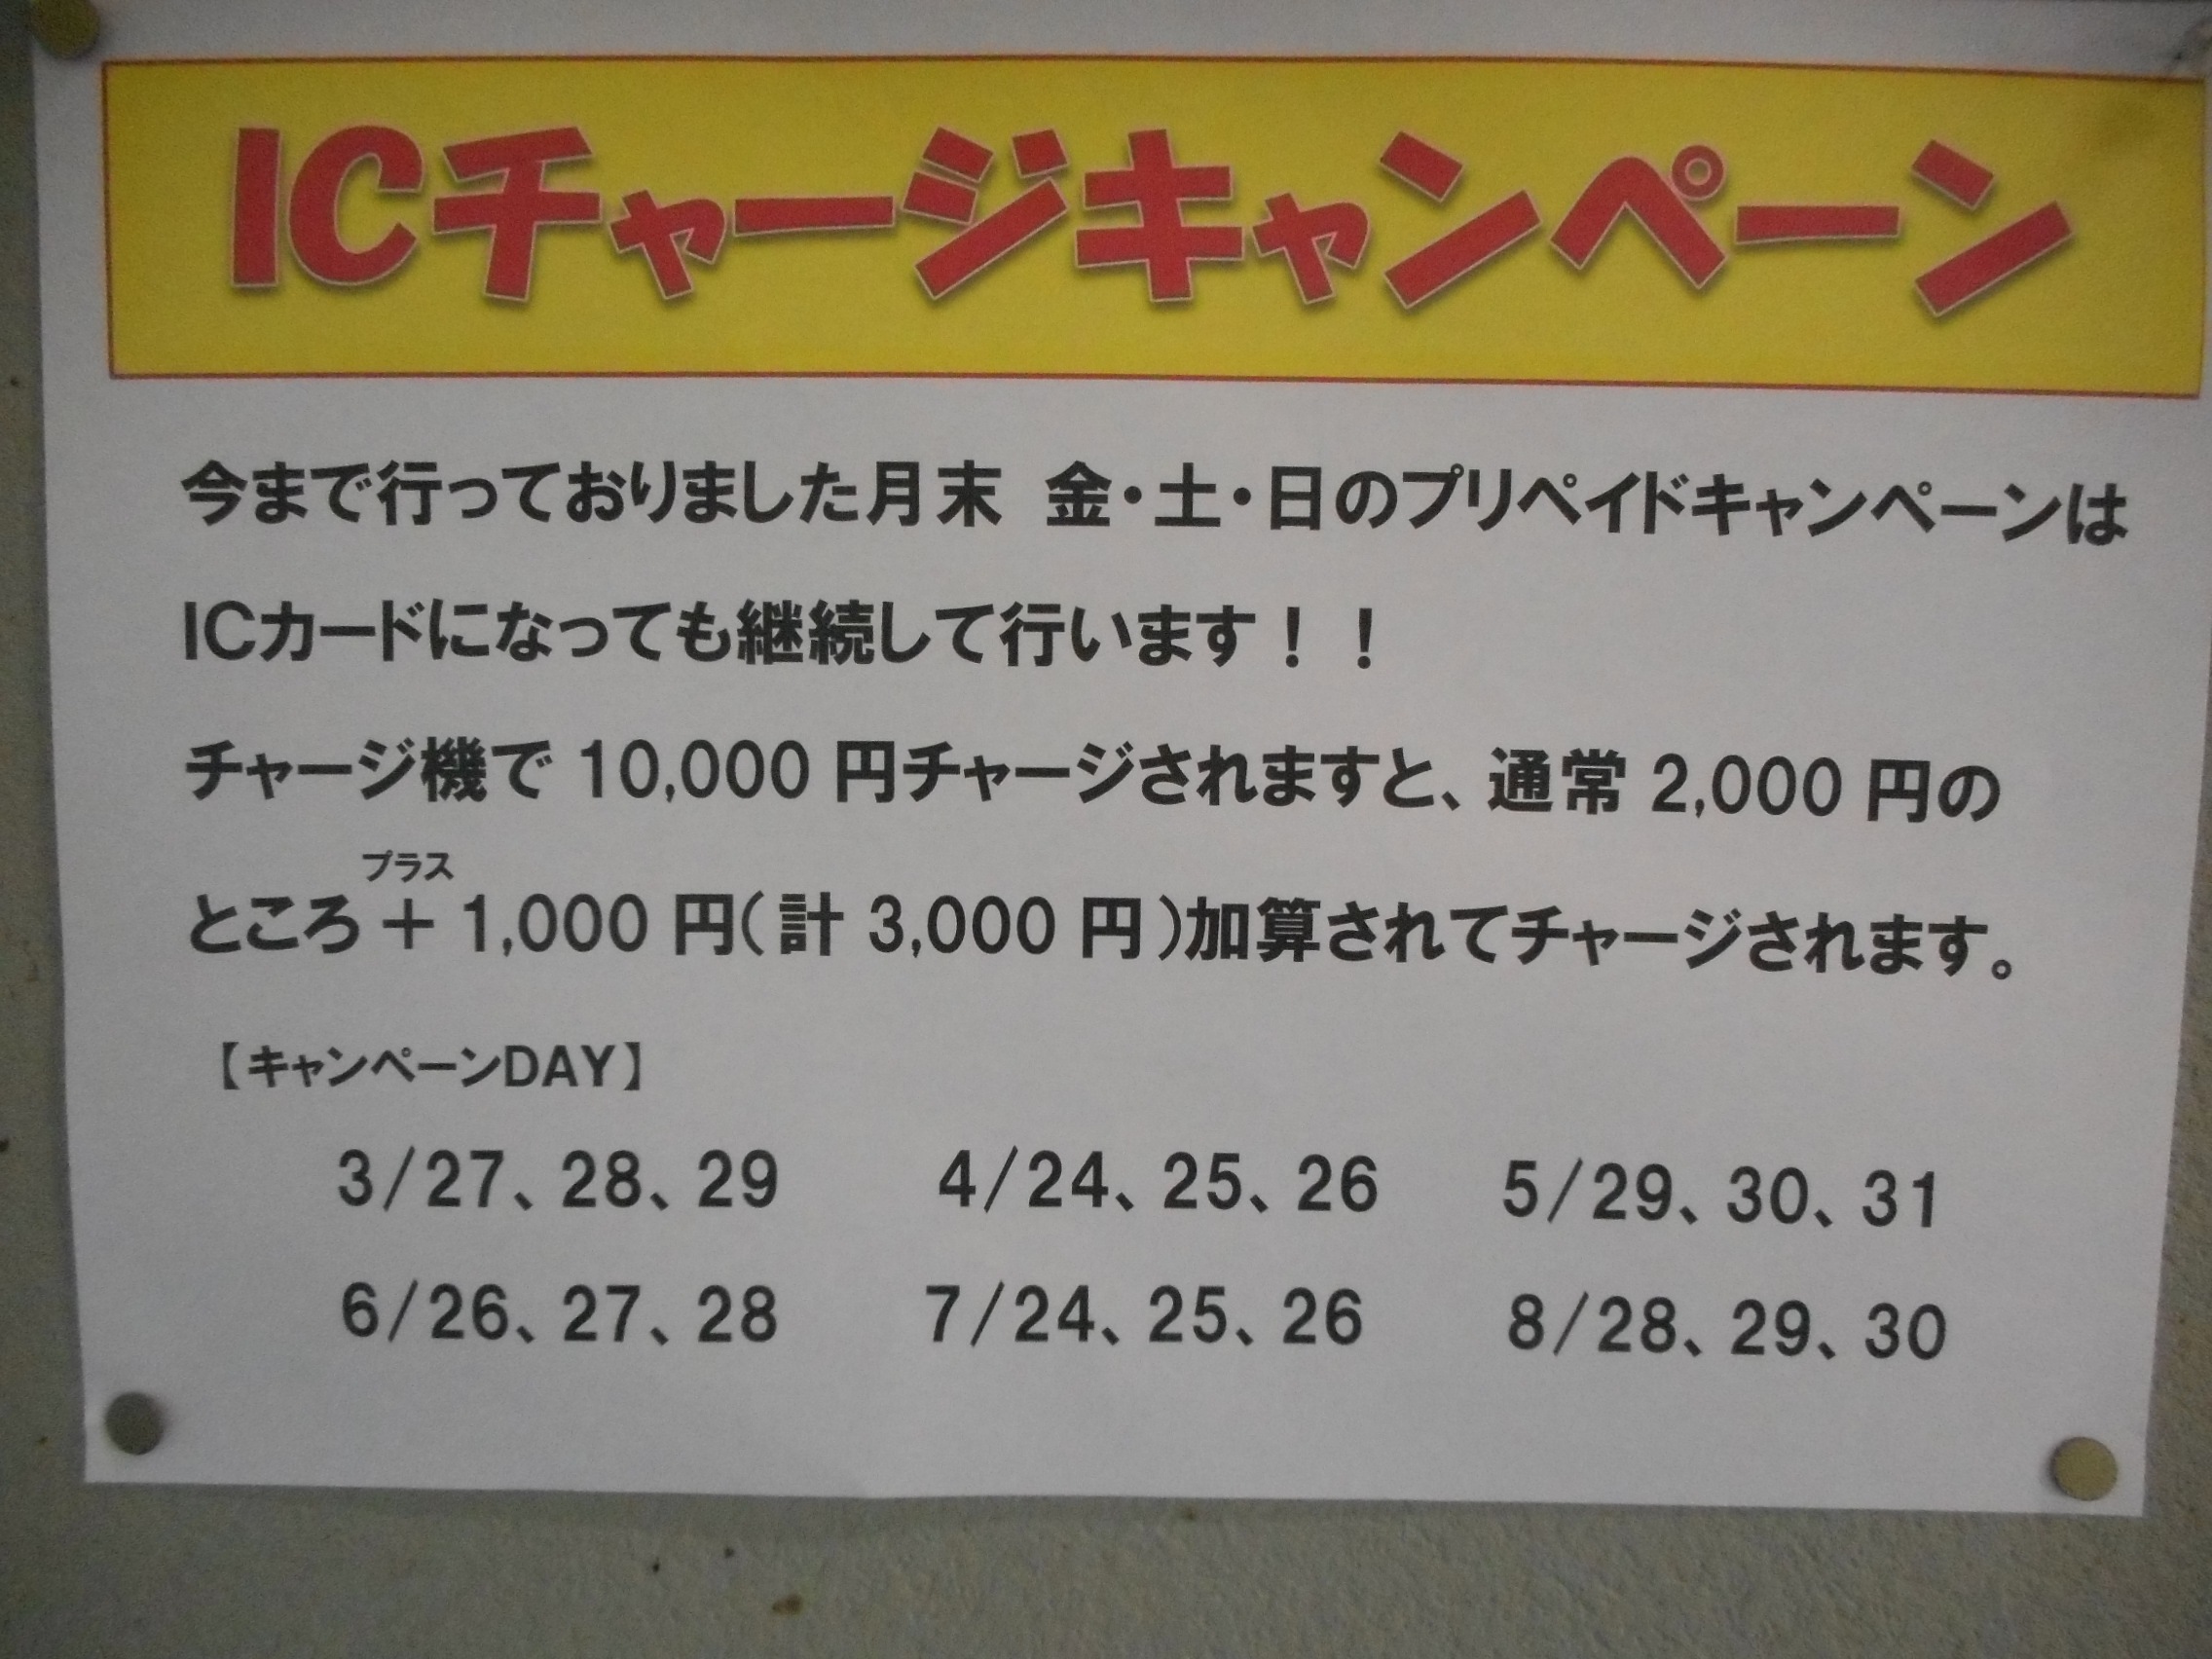 ICチャージキャンペーン
今まで行っておりました月末 金・土・日のプリペイドキャンペーンは
ICカードになっても継続して行います！！
チャージ機で 10,000 円チャージされますと、通常 2,000 円の
プラス
ところ＋1,000 円(計 3,000 円)加算されてチャージされます。
【キャンペーンDAY】
3/27、28、29 4/24、25、26 5/29、30、31
6/26、27、28 7/24、25、26 8/28、29、30